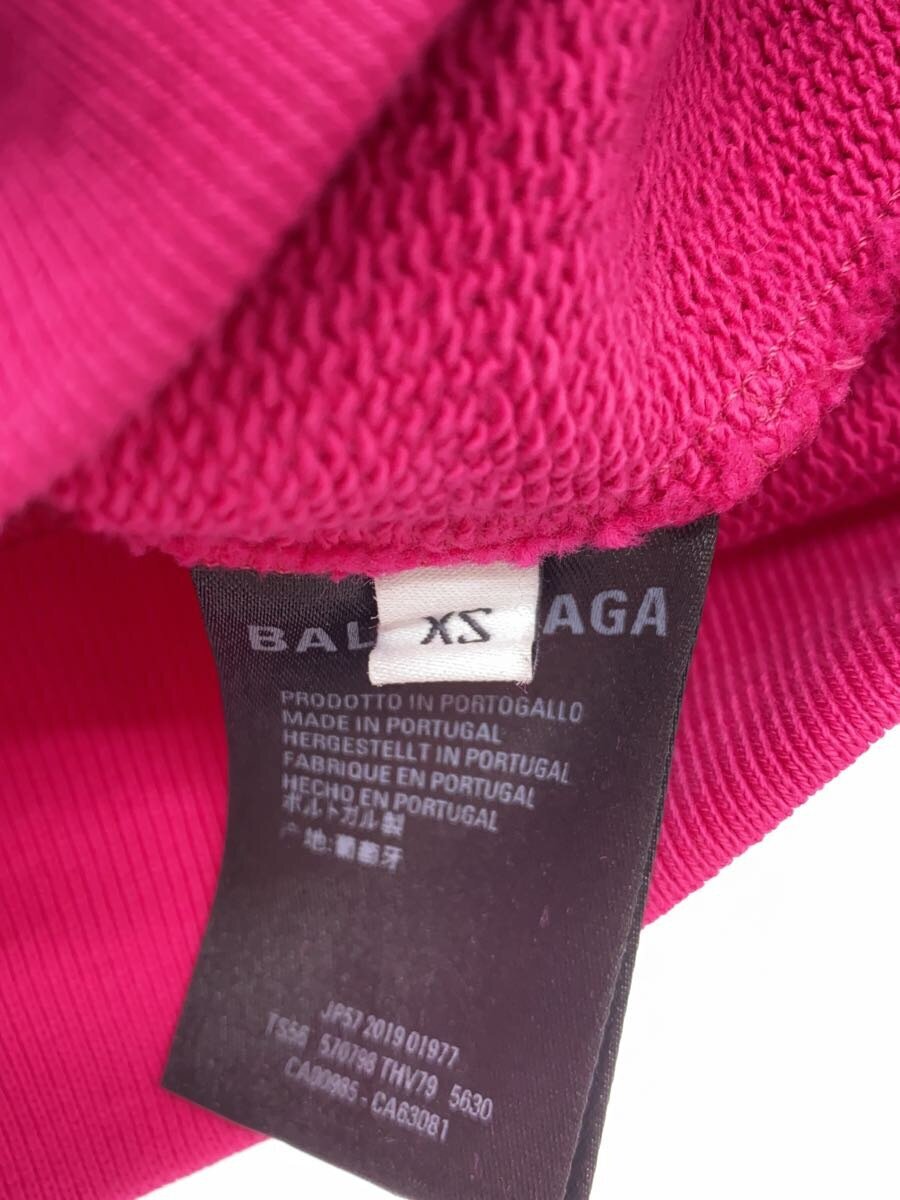 BAL AGA
XS
PRODOTTO IN PORTOGALLO
MADE IN PORTUGAL
HERGESTELLT IN PORTUGAL
FABRIQUE EN PORTUGAL
HECHO EN PORTUGAL
ポルトガル製
产地:葡萄牙
JP57 2019 01977
TS56 570798 THV79 5630
CA00985 - CA63081